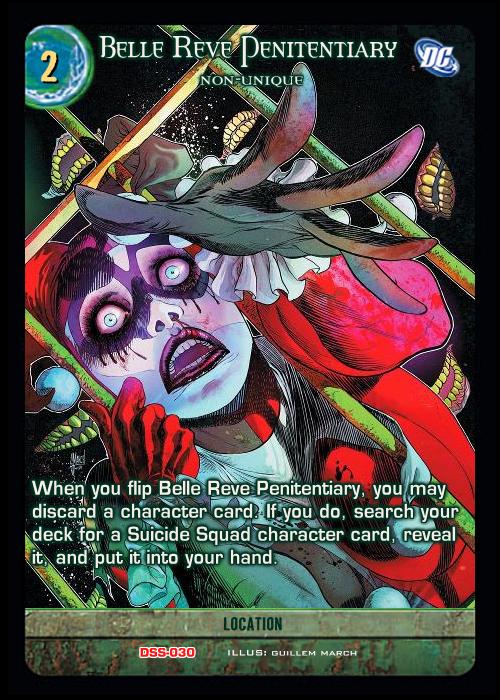 2
BELLE REVE PENITENTIARY
DC
NON-UNIQUE
When you flip Belle Reve Penitentiary, you may
discard a character card. If you do, search your
deck for a Suicide Squad character card, reveal
it, and put it into your hand.
LOCATION
DSS-030 ILLUS: GUILLEM MARCH